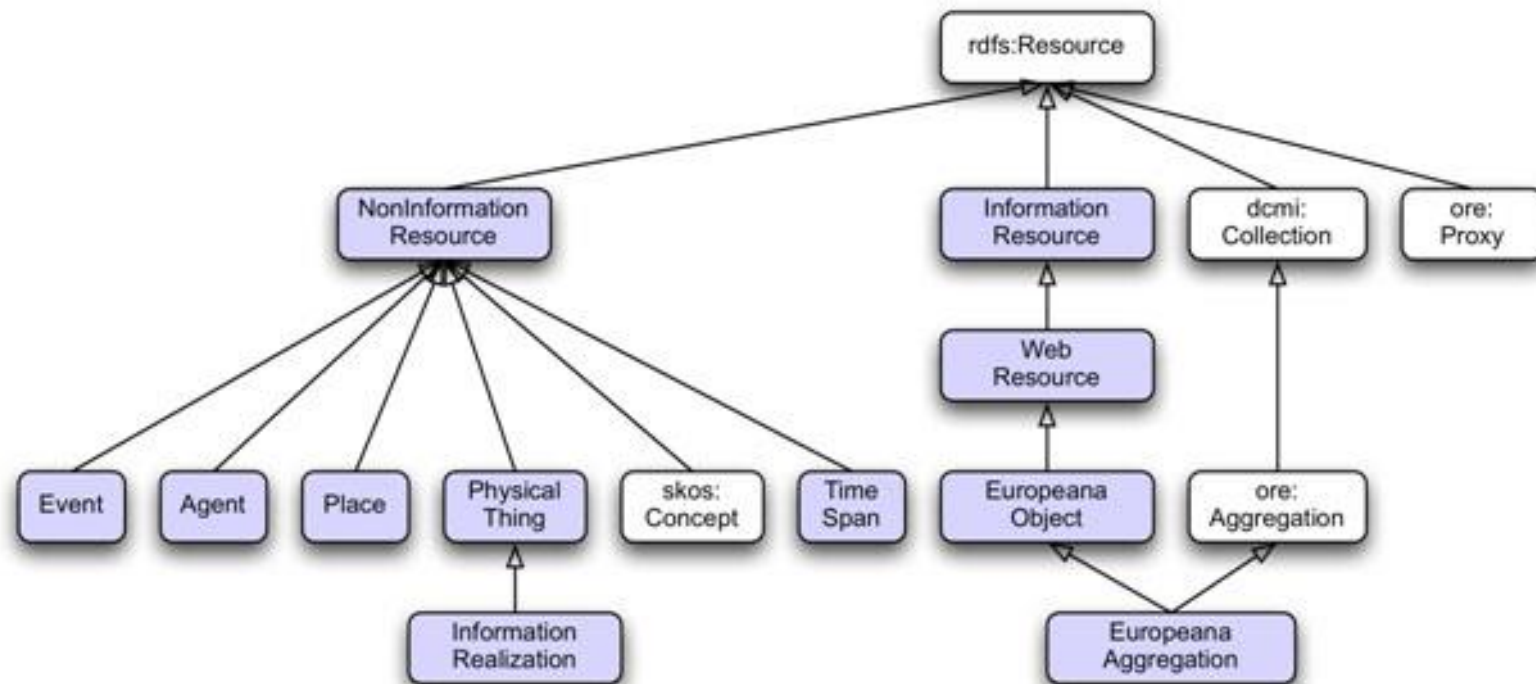 rdfs:Resource
NonInformation
Resource
Information
Resource
dcmi:
Collection
ore:
Proxy
Web
Resource
Event
Agent
Place
Physical
Thing
skos:
Concept
Time
Span
Europeana
Object
ore:
Aggregation
Information
Realization
Europeana
Aggregation